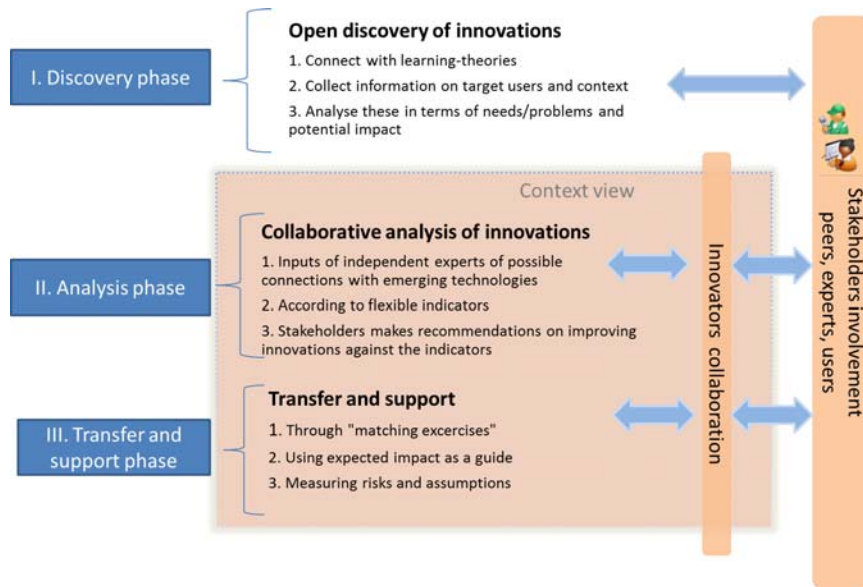 Open discovery of innovations
I. Discovery phase
1. Connect with learning-theories
2. Collect information on target users and context
3. Analyse these in terms of needs/problems and
potential impact
Context view
Collaborative analysis of innovations
II. Analysis phase
1. Inputs of independent experts of possible
connections with emerging technologies
2. According to flexible indicators
3. Stakeholders makes recommendations on improving
innovations against the indicators
Transfer and support
III. Transfer and
support phase
1. Through "matching excercises"
2. Using expected impact as a guide
3. Measuring risks and assumptions
Innovators collaboration
Stakeholders involvement
peers, experts, users